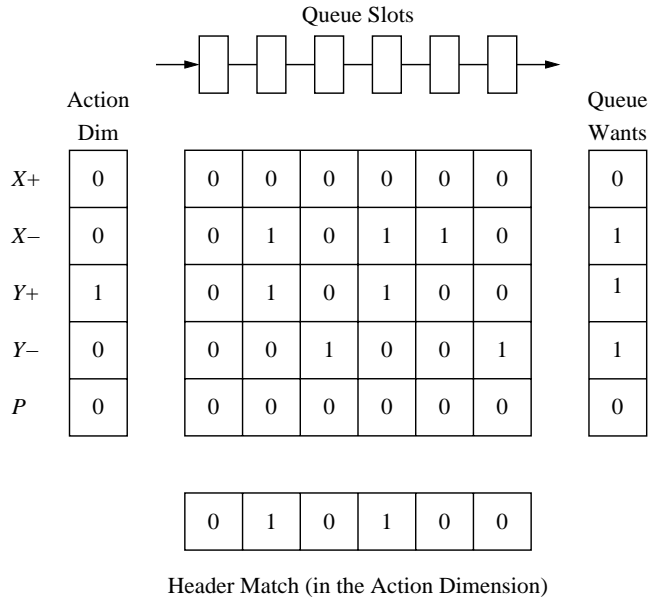 Queue Slots
Action Dim
Queue Wants
X+ 0 0 0 0 0 0 0 0
X– 0 0 1 0 1 1 0 1
Y+ 1 0 1 0 1 0 0 1
Y– 0 0 0 1 0 0 1 1
P 0 0 0 0 0 0 0 0
0 1 0 1 0 0
Header Match (in the Action Dimension)